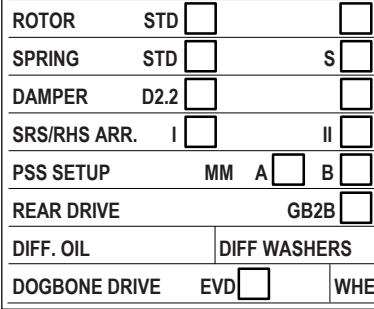 ROTOR STD
SPRING STD S
DAMPER D2.2
SRS/RHS ARR. I II
PSS SETUP MM A B
REAR DRIVE GB2B
DIFF. OIL DIFF WASHERS
DOGBONE DRIVE EVD WHE